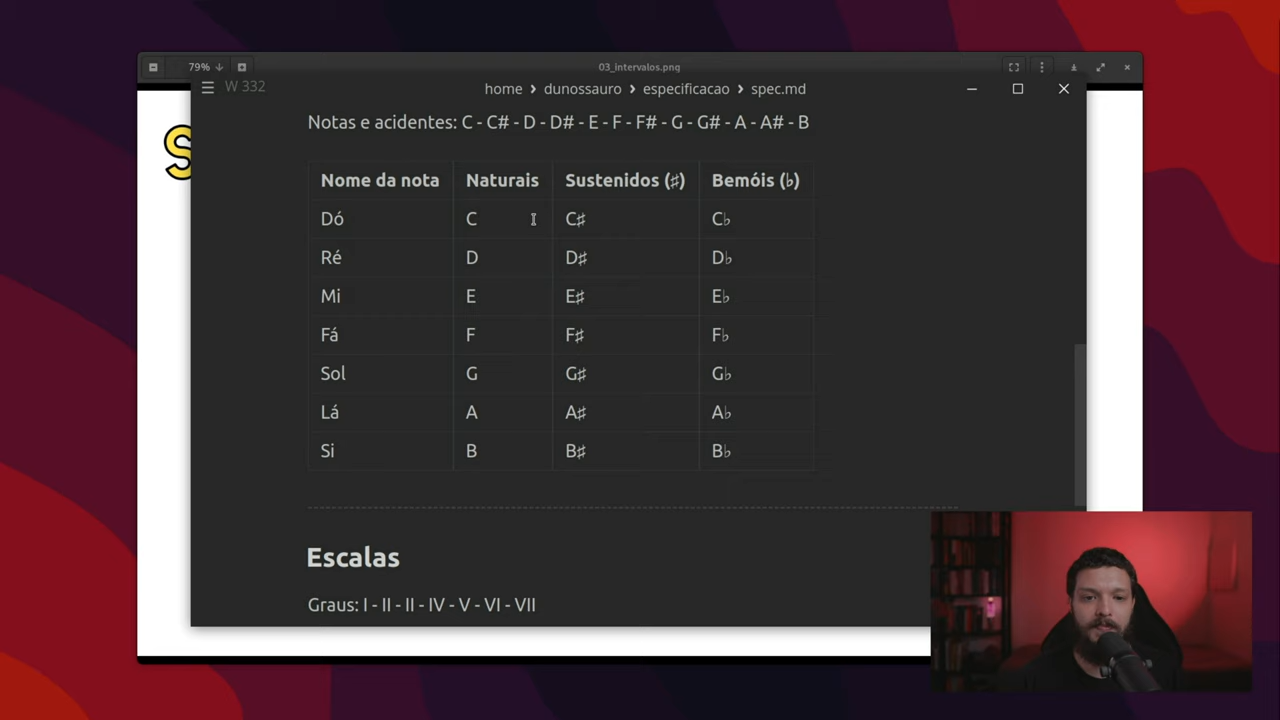 79%
03_intervalos.png
W 332
home › dunossauro › especificacao › spec.md
S
Notas e acidentes: C - C# - D - D# - E - F - F# - G - G# - A - A# - B
Nome da nota Naturais Sustenidos (♯) Bemóis (♭)
Dó C C♯ C♭
Ré D D♯ D♭
Mi E E♯ E♭
Fá F F♯ F♭
Sol G G♯ G♭
Lá A A♯ A♭
Si B B♯ B♭
Escalas
Graus: I - II - II - IV - V - VI - VII